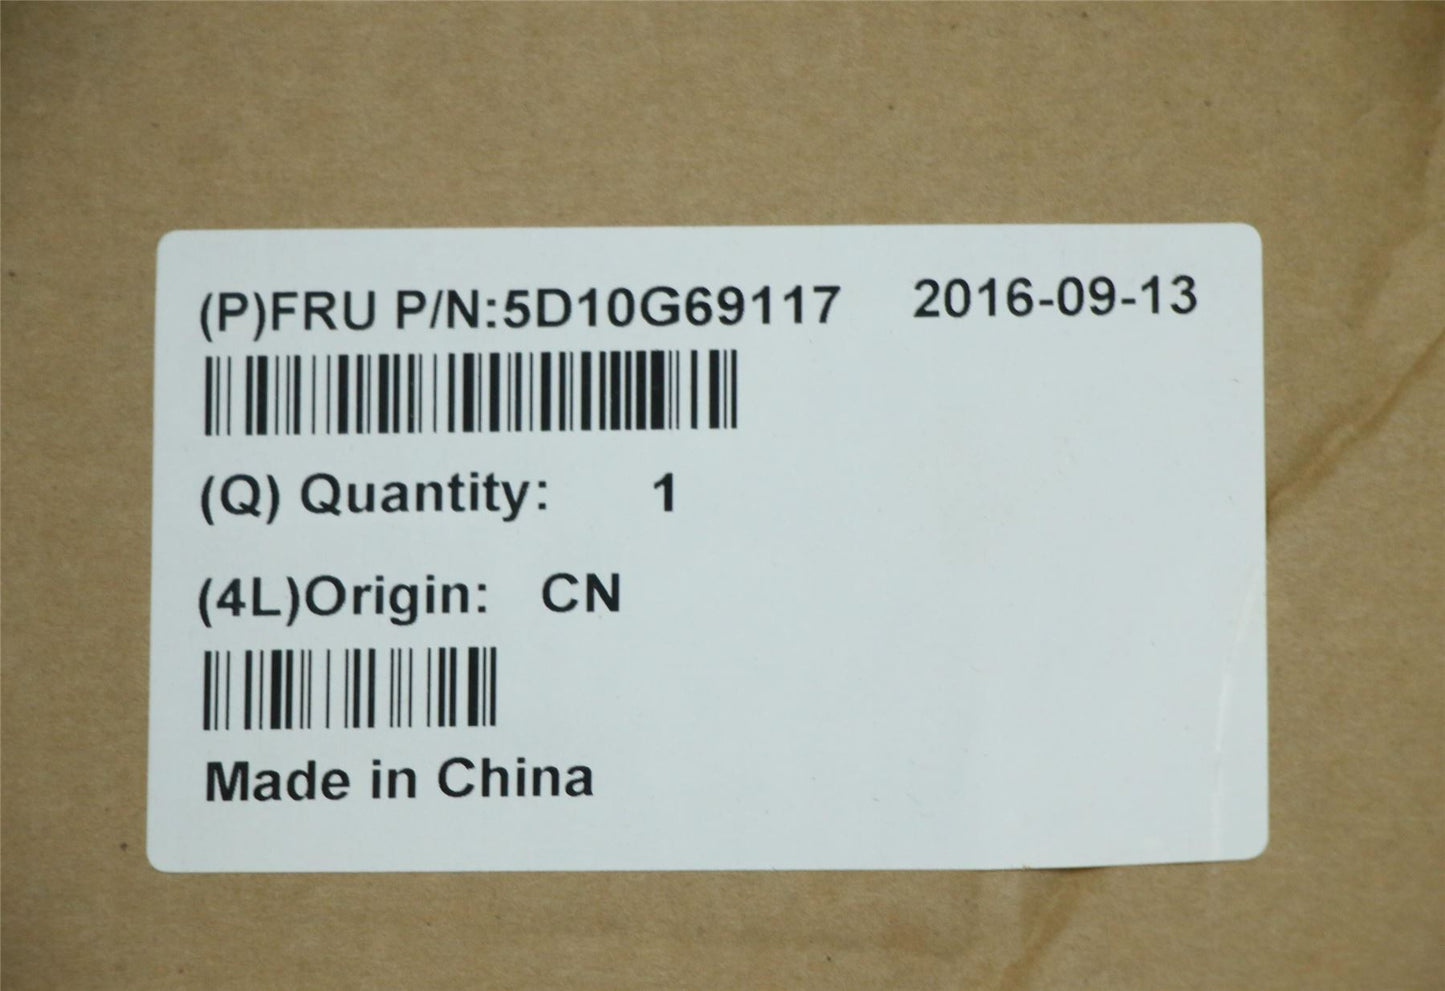 (P)FRU P/N:5D10G69117 2016-09-13
(Q) Quantity: 1
(4L)Origin: CN
Made in China